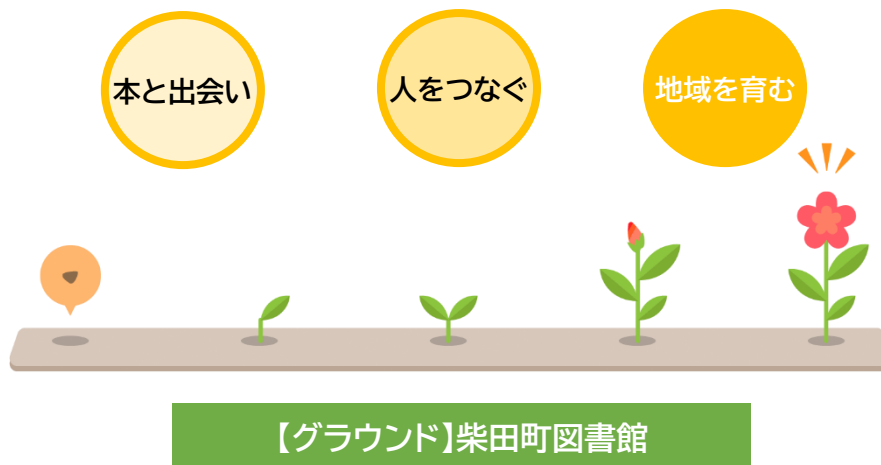 本と出会い
人をつなぐ
地域を育む
【グラウンド】柴田町図書館